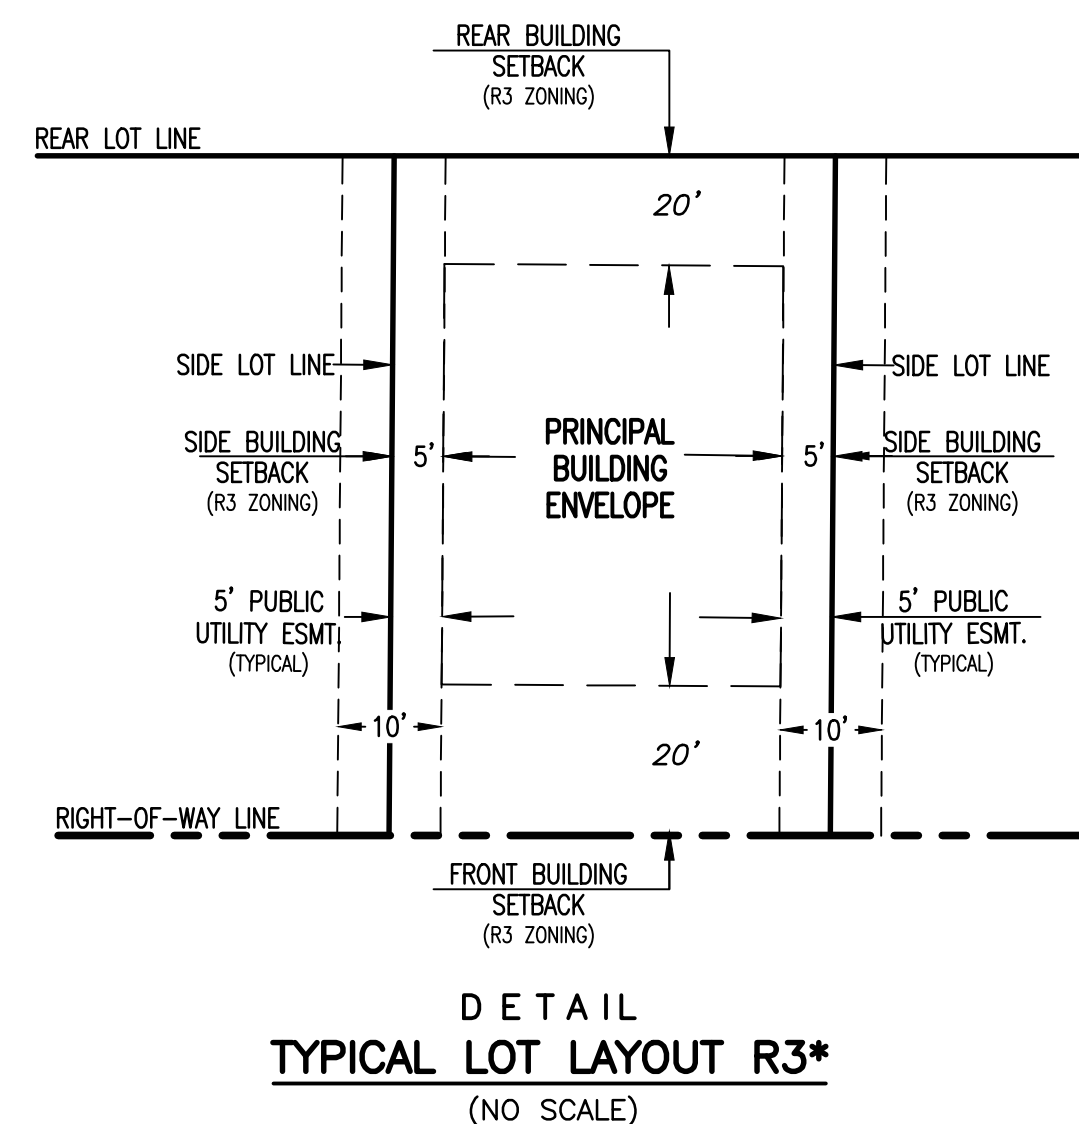 REAR BUILDING
SETBACK
(R3 ZONING)
REAR LOT LINE
20'
SIDE LOT LINE
SIDE LOT LINE
SIDE BUILDING
SETBACK
(R3 ZONING)
5'
PRINCIPAL
BUILDING
ENVELOPE
5'
SIDE BUILDING
SETBACK
(R3 ZONING)
5' PUBLIC
UTILITY ESMT.
(TYPICAL)
5' PUBLIC
UTILITY ESMT.
(TYPICAL)
10'
10'
20'
RIGHT-OF-WAY LINE
FRONT BUILDING
SETBACK
(R3 ZONING)
DETAIL
TYPICAL LOT LAYOUT R3*
(NO SCALE)